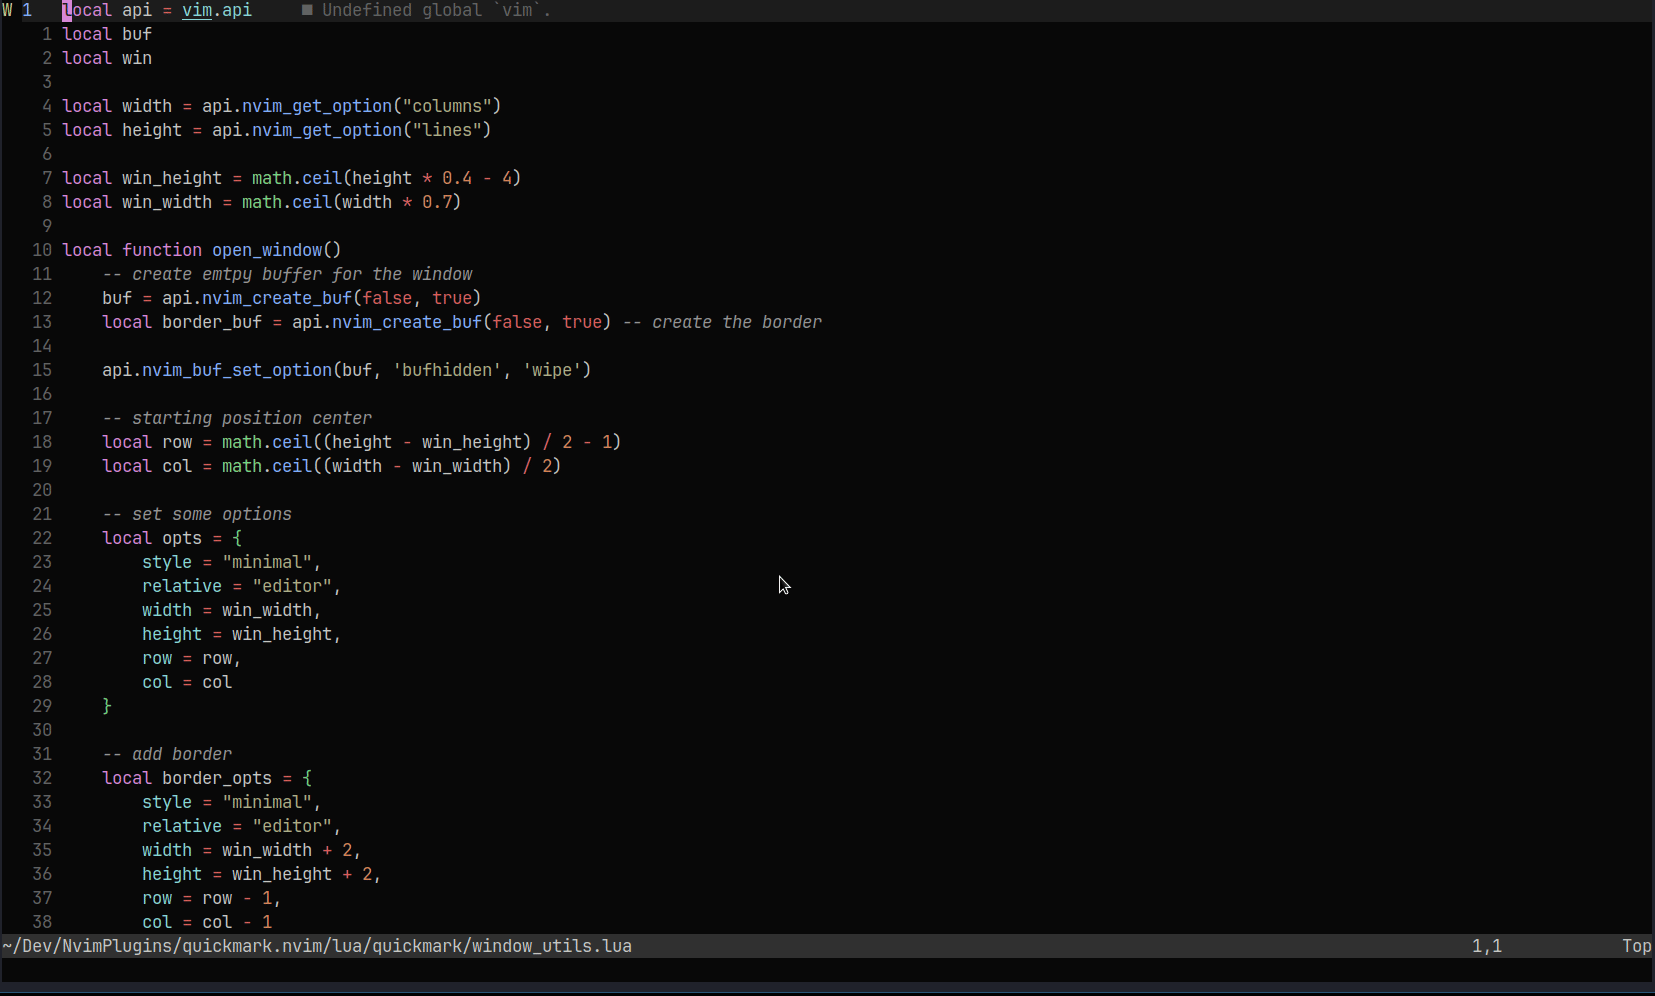 W 1   local api = vim.api     ■ Undefined global `vim`.
    1 local buf
    2 local win
    3
    4 local width = api.nvim_get_option("columns")
    5 local height = api.nvim_get_option("lines")
    6
    7 local win_height = math.ceil(height * 0.4 - 4)
    8 local win_width = math.ceil(width * 0.7)
    9
   10 local function open_window()
   11     -- create emtpy buffer for the window
   12     buf = api.nvim_create_buf(false, true)
   13     local border_buf = api.nvim_create_buf(false, true) -- create the border
   14
   15     api.nvim_buf_set_option(buf, 'bufhidden', 'wipe')
   16
   17     -- starting position center
   18     local row = math.ceil((height - win_height) / 2 - 1)
   19     local col = math.ceil((width - win_width) / 2)
   20
   21     -- set some options
   22     local opts = {
   23         style = "minimal",
   24         relative = "editor",
   25         width = win_width,
   26         height = win_height,
   27         row = row,
   28         col = col
   29     }
   30
   31     -- add border
   32     local border_opts = {
   33         style = "minimal",
   34         relative = "editor",
   35         width = win_width + 2,
   36         height = win_height + 2,
   37         row = row - 1,
   38         col = col - 1
~/Dev/NvimPlugins/quickmark.nvim/lua/quickmark/window_utils.lua 1,1 Top